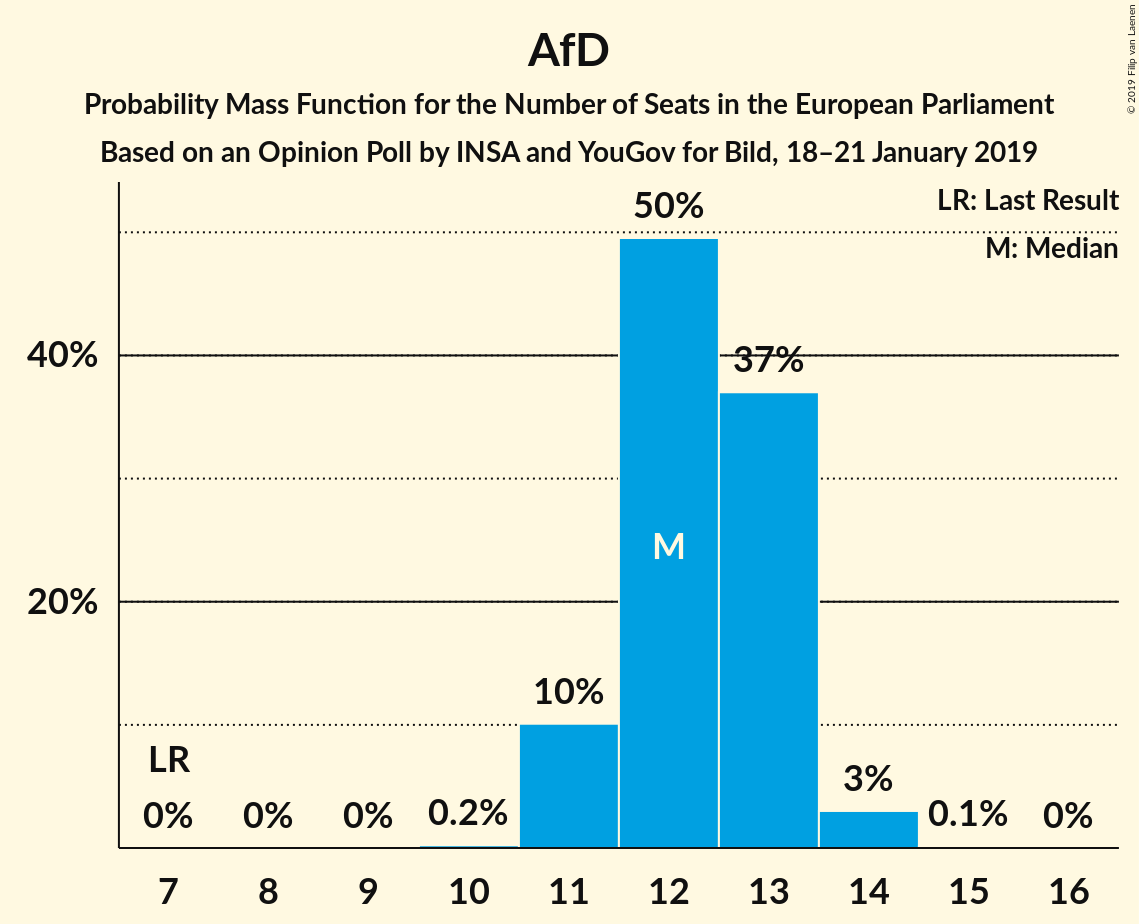 AfD
Probability Mass Function for the Number of Seats in the European Parliament
Based on an Opinion Poll by INSA and YouGov for Bild, 18–21 January 2019
© 2019 Filip van Laenen
LR: Last Result
M: Median
50%
40%
37%
M
20%
10%
LR
3%
0%
0%
0%
0.2%
0.1%
0%
7
8
9
10
11
12
13
14
15
16